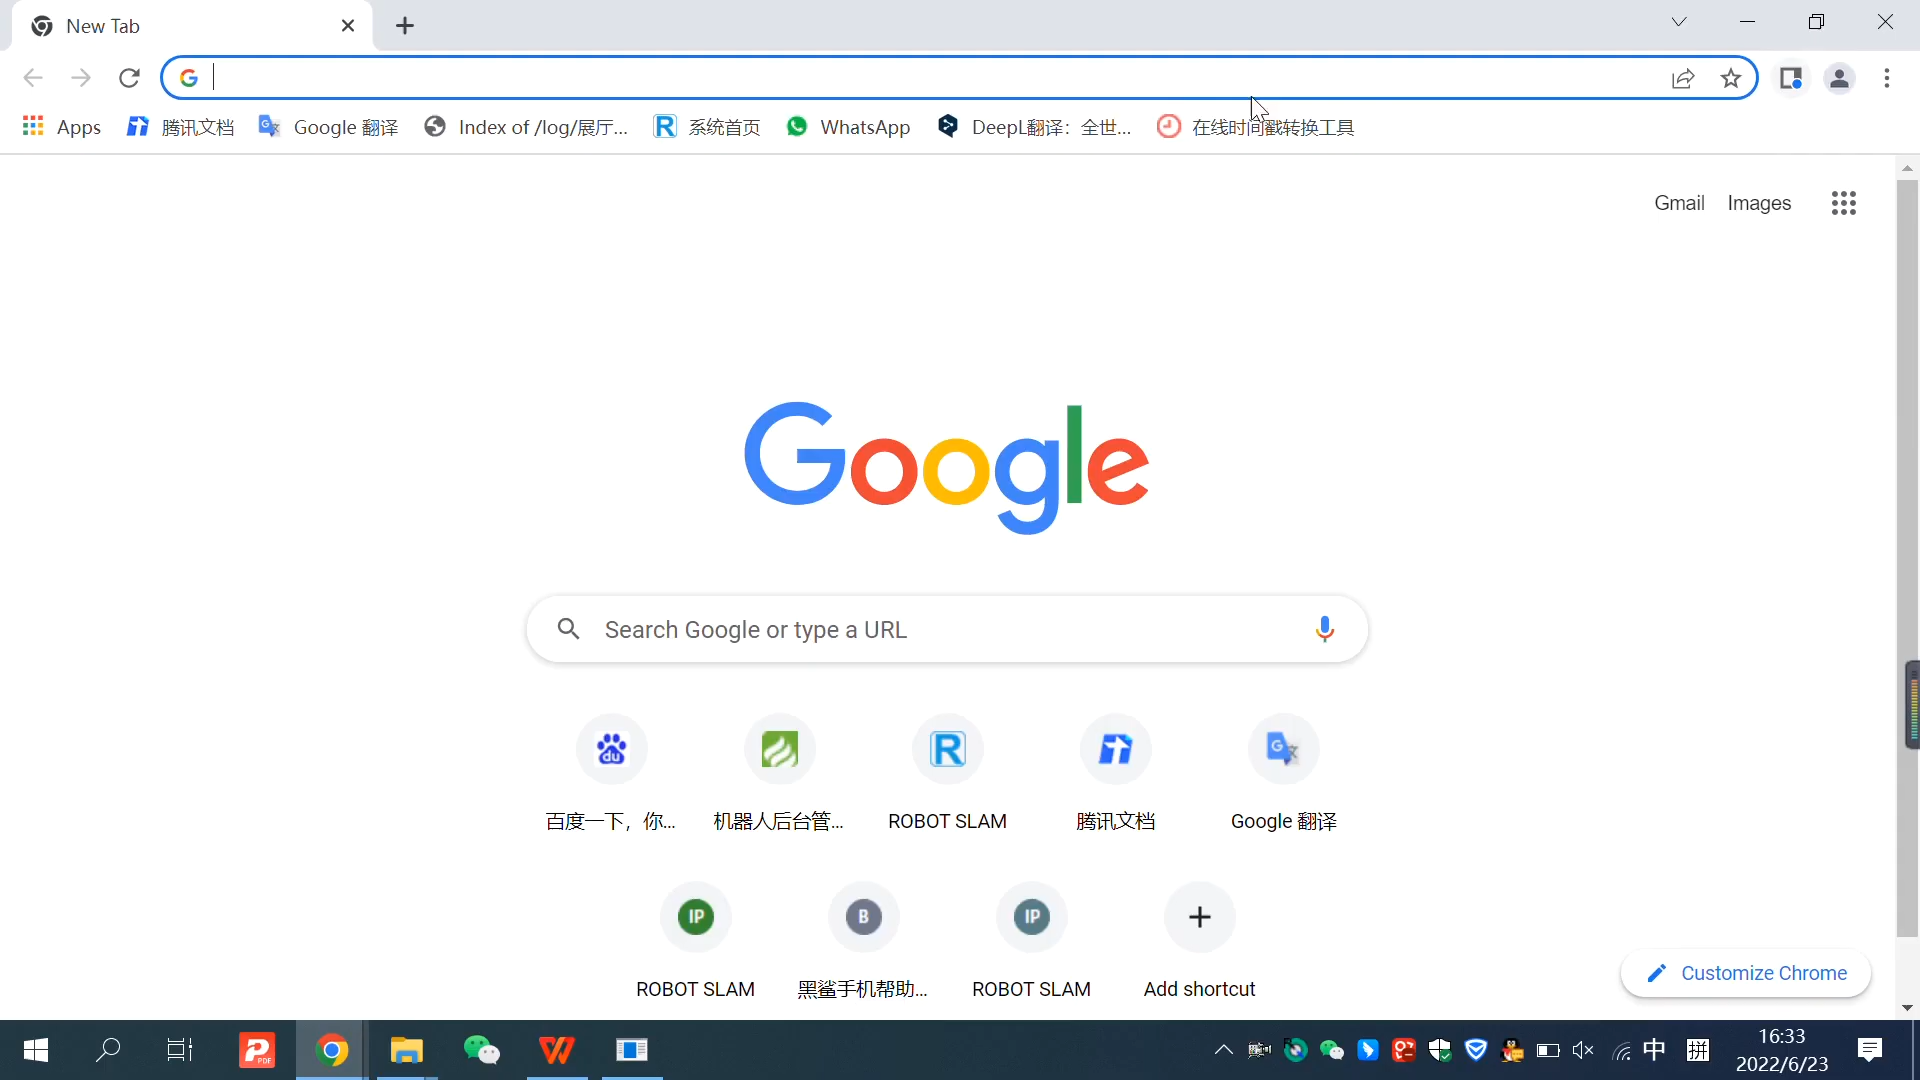 New Tab
Apps 腾讯文档 Google 翻译 Index of /log/展厅... 系统首页 WhatsApp DeepL翻译：全世... 在线时间戳转换工具
Gmail Images
Google
Search Google or type a URL
百度一下，你... 机器人后台管... ROBOT SLAM 腾讯文档 Google 翻译
IP B IP
ROBOT SLAM 黑鲨手机帮助... ROBOT SLAM Add shortcut
Customize Chrome
中 拼 16:33
2022/6/23